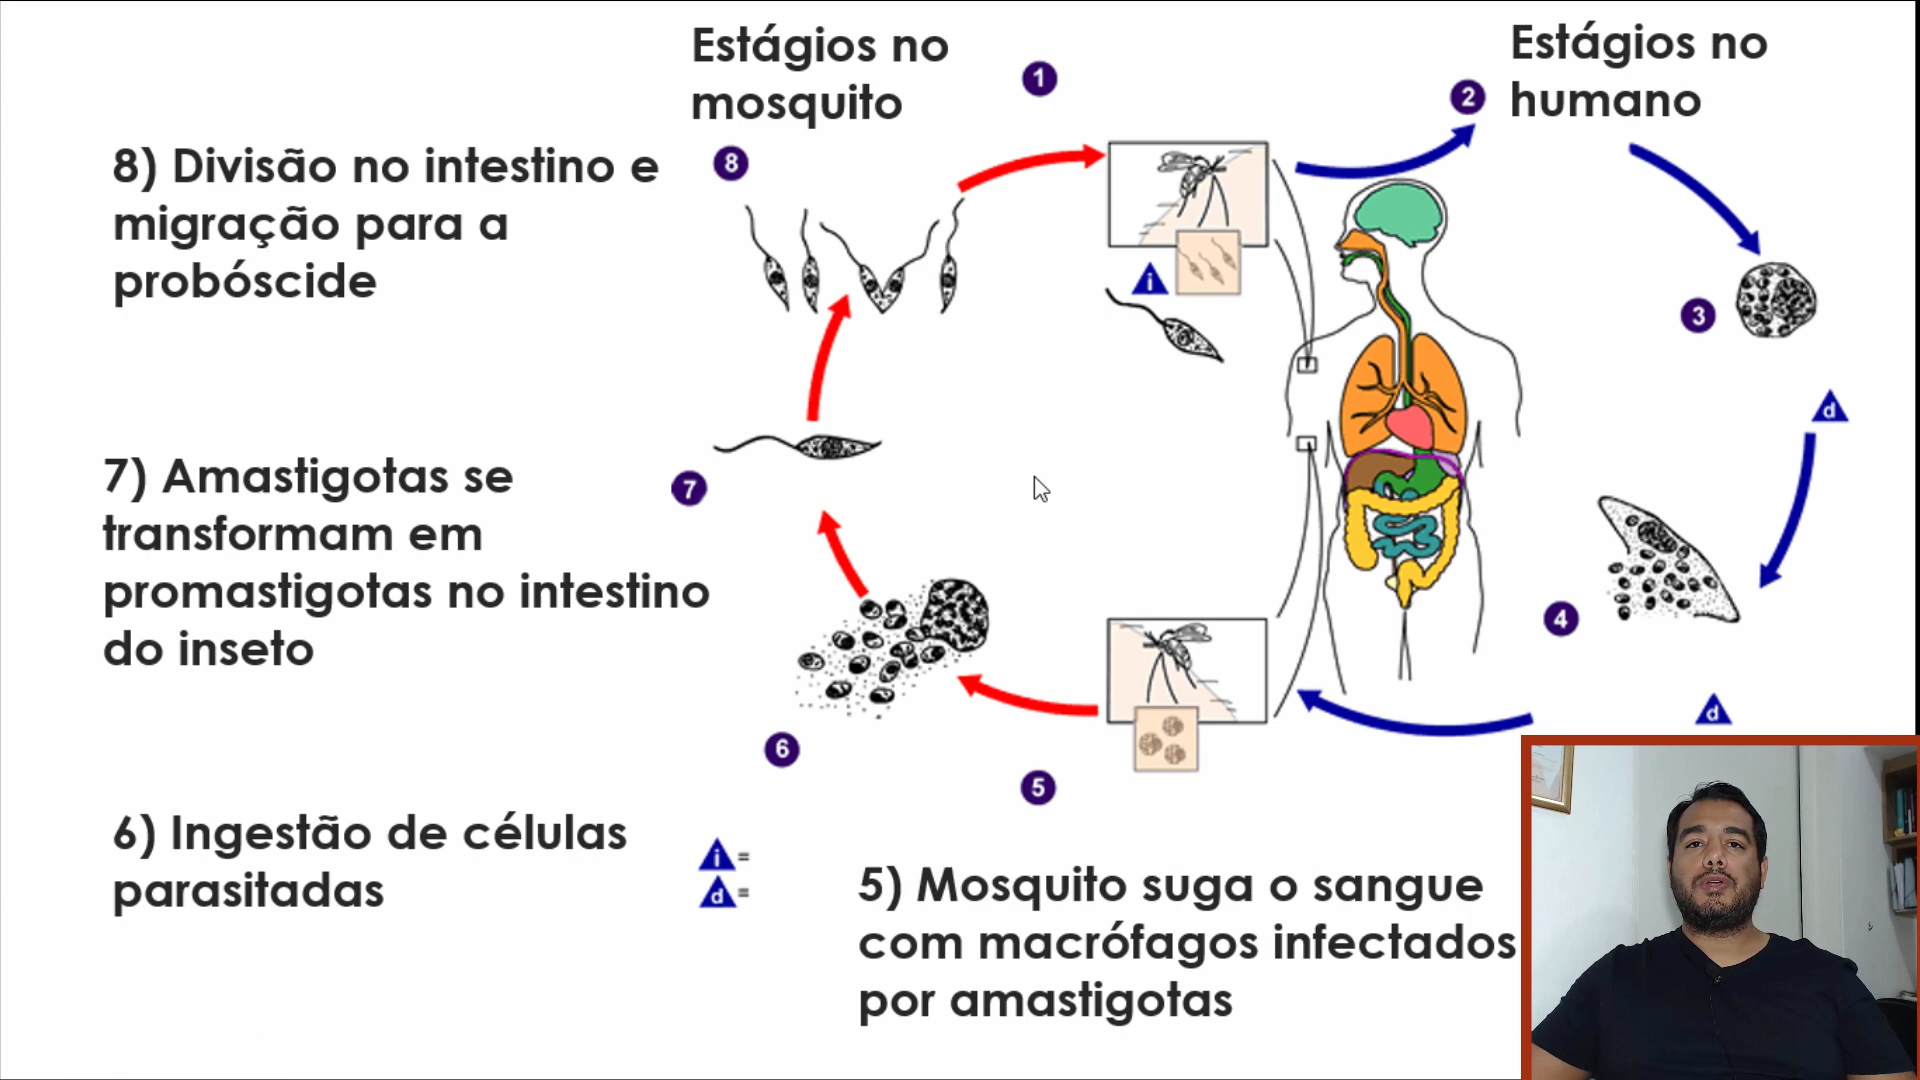 Estágios no
mosquito
1
Estágios no
humano
2
8) Divisão no intestino e
migração para a
probóscide
8
i
3
d
7) Amastigotas se
transformam em
promastigotas no intestino
do inseto
7
4
d
6
5
6) Ingestão de células
parasitadas
i =
d =
5) Mosquito suga o sangue
com macrófagos infectados
por amastigotas